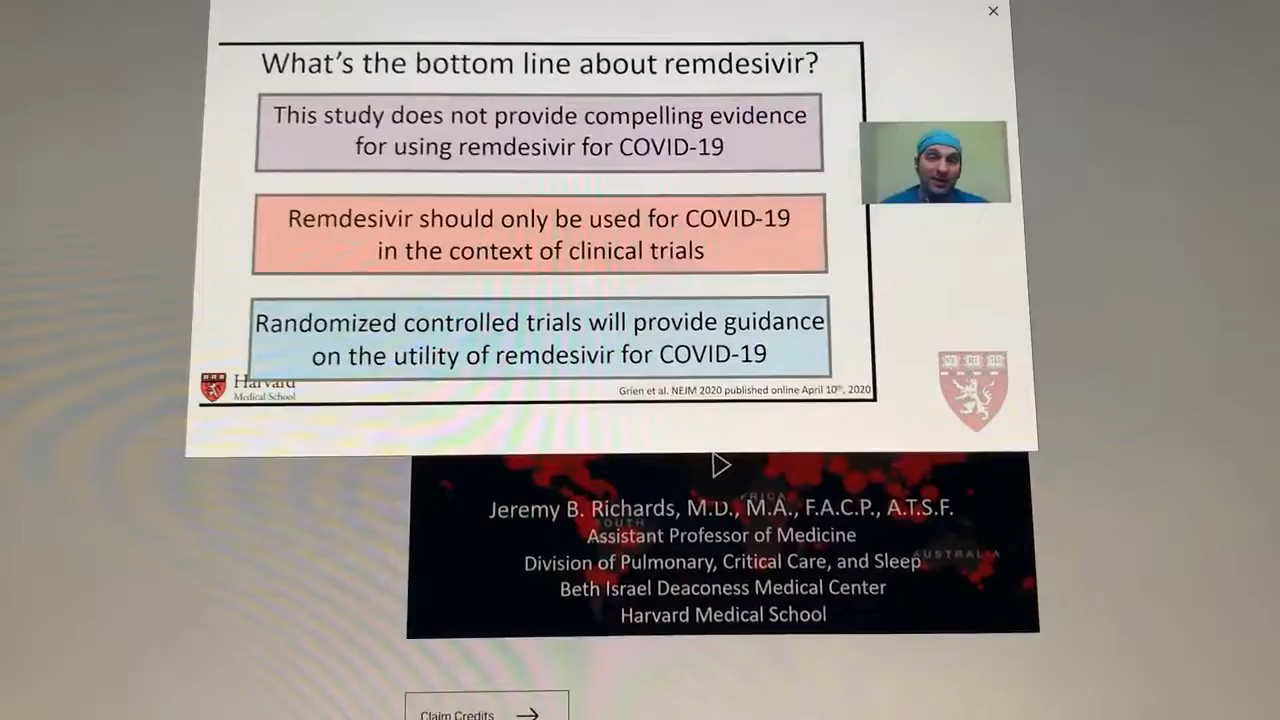 ×
What's the bottom line about remdesivir?
This study does not provide compelling evidence
for using remdesivir for COVID-19
Remdesivir should only be used for COVID-19
in the context of clinical trials
Randomized controlled trials will provide guidance
on the utility of remdesivir for COVID-19
Harvard
Medical School
Grien et al. NEJM 2020 published online April 10th, 2020
AFRICA
Jeremy B. Richards, M.D., M.A., F.A.C.P., A.T.S.F.
SOUTH
Assistant Professor of Medicine
AUSTRALIA
Division of Pulmonary, Critical Care, and Sleep
Beth Israel Deaconess Medical Center
Harvard Medical School
Claim Credits